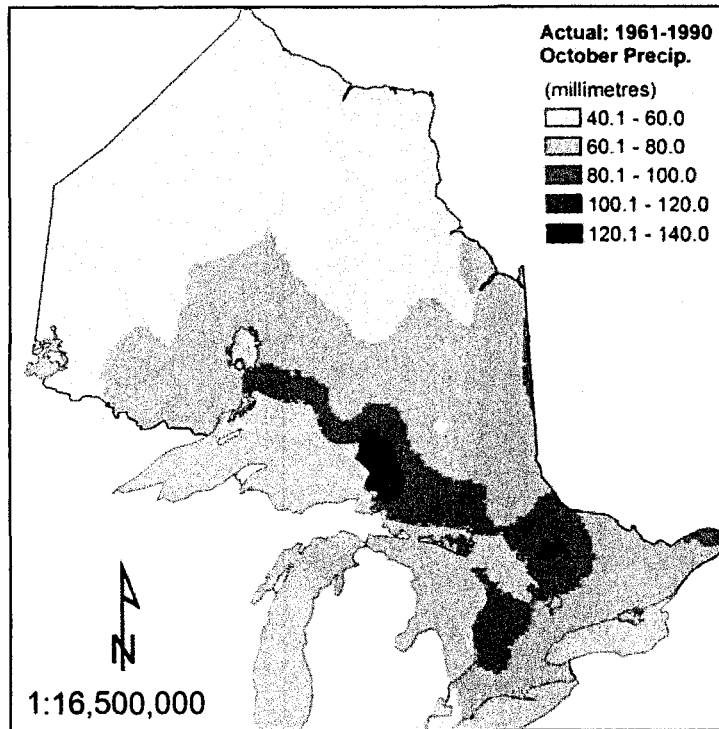 Actual: 1961-1990
October Precip.
(millimetres)
40.1 - 60.0
60.1 - 80.0
80.1 - 100.0
100.1 - 120.0
120.1 - 140.0
N
1:16,500,000